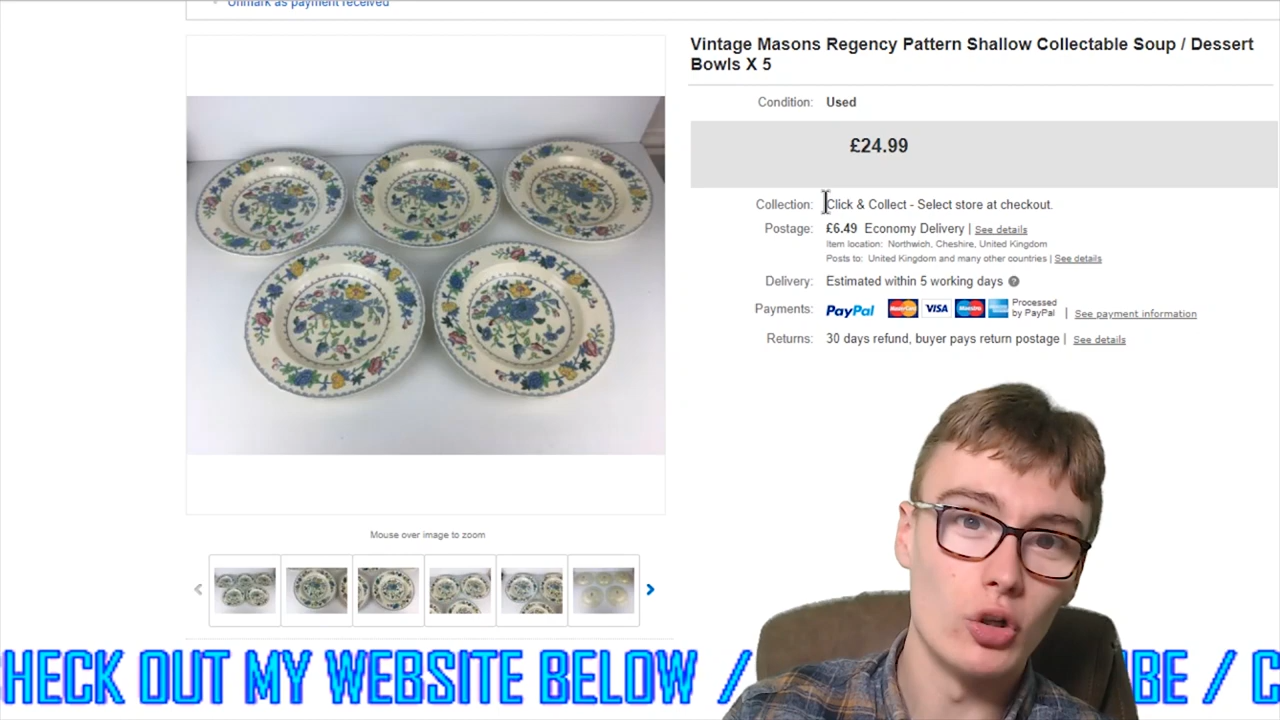 Unmark as payment received
Vintage Masons Regency Pattern Shallow Collectable Soup / Dessert
Bowls X 5
Condition: Used
£24.99
Collection: Click & Collect - Select store at checkout.
Postage: £6.49 Economy Delivery | See details
Item location: Northwich, Cheshire, United Kingdom
Posts to: United Kingdom and many other countries | See details
Delivery: Estimated within 5 working days ?
Payments: PayPal MasterCard VISA Maestro Processed
by PayPal | See payment information
Returns: 30 days refund, buyer pays return postage | See details
Mouse over image to zoom
HECK OUT MY WEBSITE BELOW / BE / C